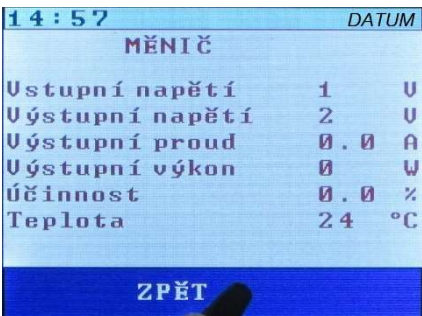 14:57 DATUM
MĚNIČ
Vstupní napětí 1 V
Výstupní napětí 2 V
Výstupní proud 0.0 A
Výstupní výkon 0 W
Účinnost 0.0 %
Teplota 24 °C
ZPĚT